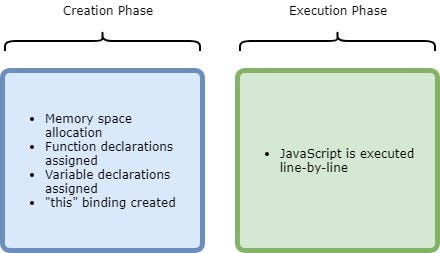 Creation Phase
Execution Phase
• Memory space
allocation
• Function declarations
assigned
• Variable declarations
assigned
• "this" binding created
• JavaScript is executed
line-by-line